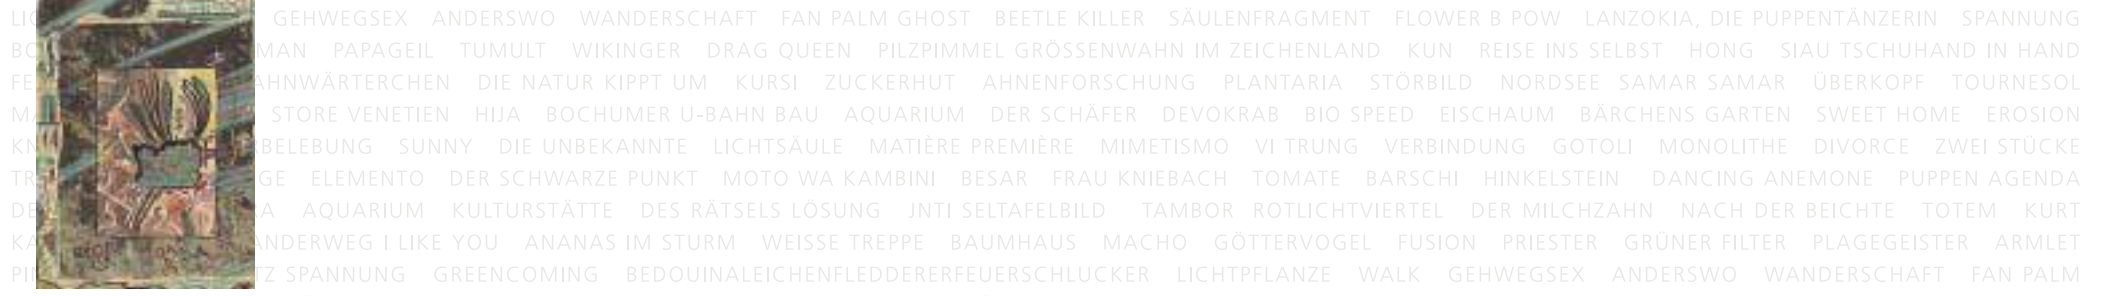 GEHWEGSEX ANDERSWO WANDERSCHAFT FAN PALM GHOST BEETLE KILLER SÄULENFRAGMENT FLOWER B POW LANZOKIA, DIE PUPPENTÄNZERIN SPANNUNG
MAN PAPAGEIL TUMULT WIKINGER DRAG QUEEN PILZPIMMEL GRÖSSENWAHN IM ZEICHENLAND KUN REISE INS SELBST HONG SIAU TSCHUHAND IN HAND
AHNWÄRTERCHEN DIE NATUR KIPPT UM KURSI ZUCKERHUT AHNENFORSCHUNG PLANTARIA STÖRBILD NORDSEE SAMAR SAMAR ÜBERKOPF TOURNESOL
STORE VENETIEN HIJA BOCHUMER U-BAHN BAU AQUARIUM DER SCHÄFER DEVOKRAB BIO SPEED EISCHAUM BÄRCHENS GARTEN SWEET HOME EROSION
BELEBUNG SUNNY DIE UNBEKANNTE LICHTSÄULE MATIÈRE PREMIÈRE MIMETISMO VI TRUNG VERBINDUNG GOTOLI MONOLITHE DIVORCE ZWEI STÜCKE
GE ELEMENTO DER SCHWARZE PUNKT MOTO WA KAMBINI BESAR FRAU KNIEBACH TOMATE BARSCHI HINKELSTEIN DANCING ANEMONE PUPPEN AGENDA
A AQUARIUM KULTURSTÄTTE DES RÄTSELS LÖSUNG JNTI SELTAFELBILD TAMBOR ROTLICHTVIERTEL DER MILCHZAHN NACH DER BEICHTE TOTEM KURT
ANDERWEG I LIKE YOU ANANAS IM STURM WEISSE TREPPE BAUMHAUS MACHO GÖTTERVOGEL FUSION PRIESTER GRÜNER FILTER PLAGEGEISTER ARMLET
TZ SPANNUNG GREENCOMING BEDOUINALEICHENFLEDDERERFEUERSCHLUCKER LICHTPFLANZE WALK GEHWEGSEX ANDERSWO WANDERSCHAFT FAN PALM